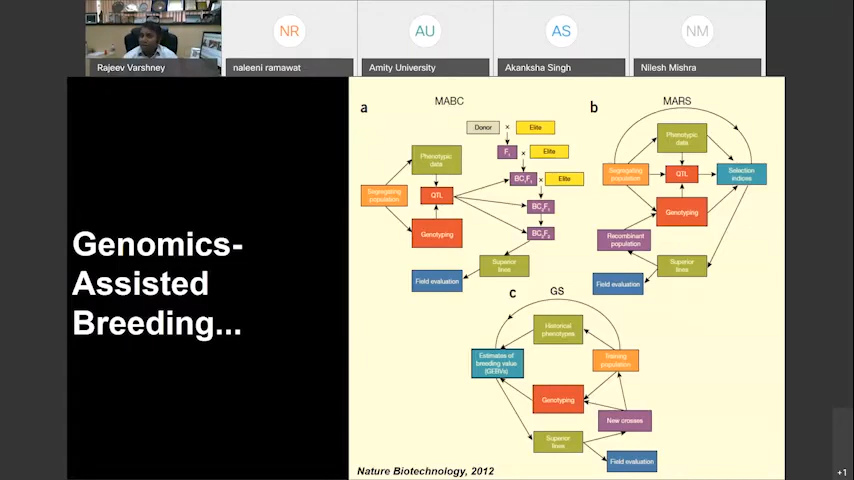 NR
AU
AS
NM
Rajeev Varshney
naleeni ramawat
Amity University
Akanksha Singh
Nilesh Mishra
Genomics-
Assisted
Breeding...
a
MABC
Donor
x
Elite
F1
x
Elite
Phenotypic
data
BC1F1
x
Elite
Segregating
population
QTL
BC2F1
Genotyping
BC3F2
Superior
lines
Field evaluation
b
MARS
Phenotypic
data
Segregating
population
QTL
Selection
indices
Genotyping
Recombinant
population
Superior
lines
Field evaluation
c
GS
Historical
phenotypes
Estimates of
breeding value
(GEBVs)
Training
population
Genotyping
New crosses
Superior
lines
Field evaluation
Nature Biotechnology, 2012
+1